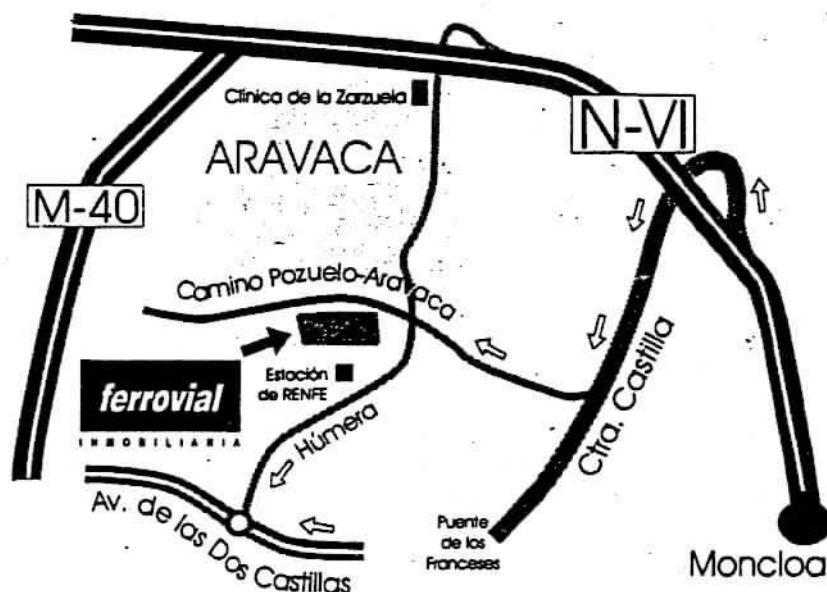 Clínica de la Zarzuela
N-VI
ARAVACA
M-40
Camino Pozuelo-Aravaca
Estación
de RENFE
ferrovial
INMOBILIARIA
Húmera
Ctra. Castilla
Av. de las Dos Castillas
Puente
de los
Franceses
Moncloa